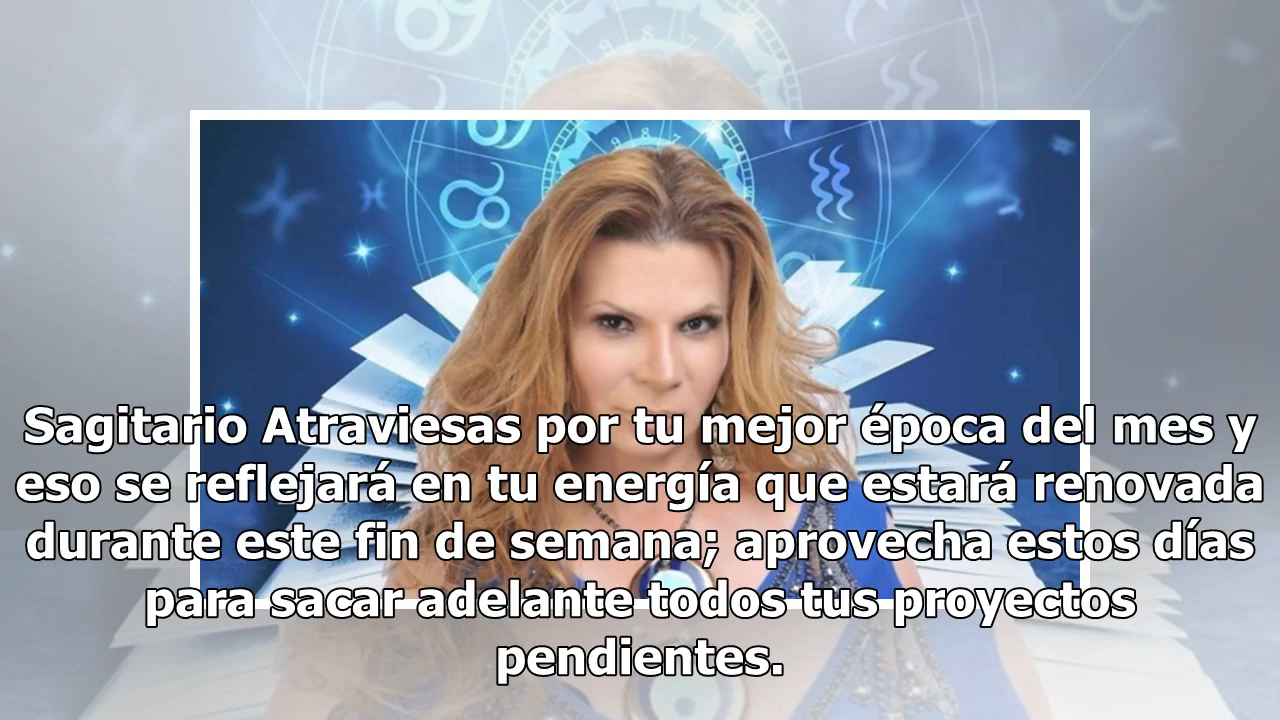 Sagitario Atraviesas por tu mejor época del mes y
eso se reflejará en tu energía que estará renovada
durante este fin de semana; aprovecha estos días
para sacar adelante todos tus proyectos
pendientes.